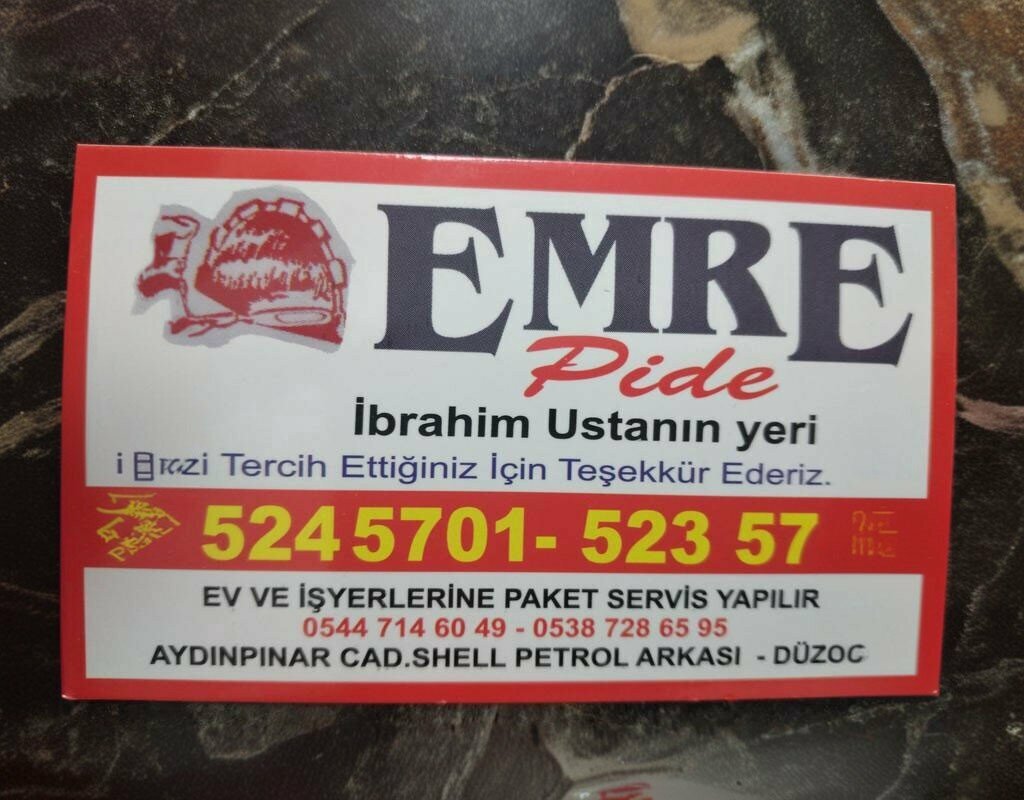 EMRE
Pide
İbrahim Ustanın yeri
Tercih Ettiğiniz İçin Teşekkür Ederiz.
524 5701- 523 57
EV VE İŞYERLERİNE PAKET SERVİS YAPILIR
0544 714 60 49 - 0538 728 65 95
AYDINPINAR CAD.SHELL PETROL ARKASI -